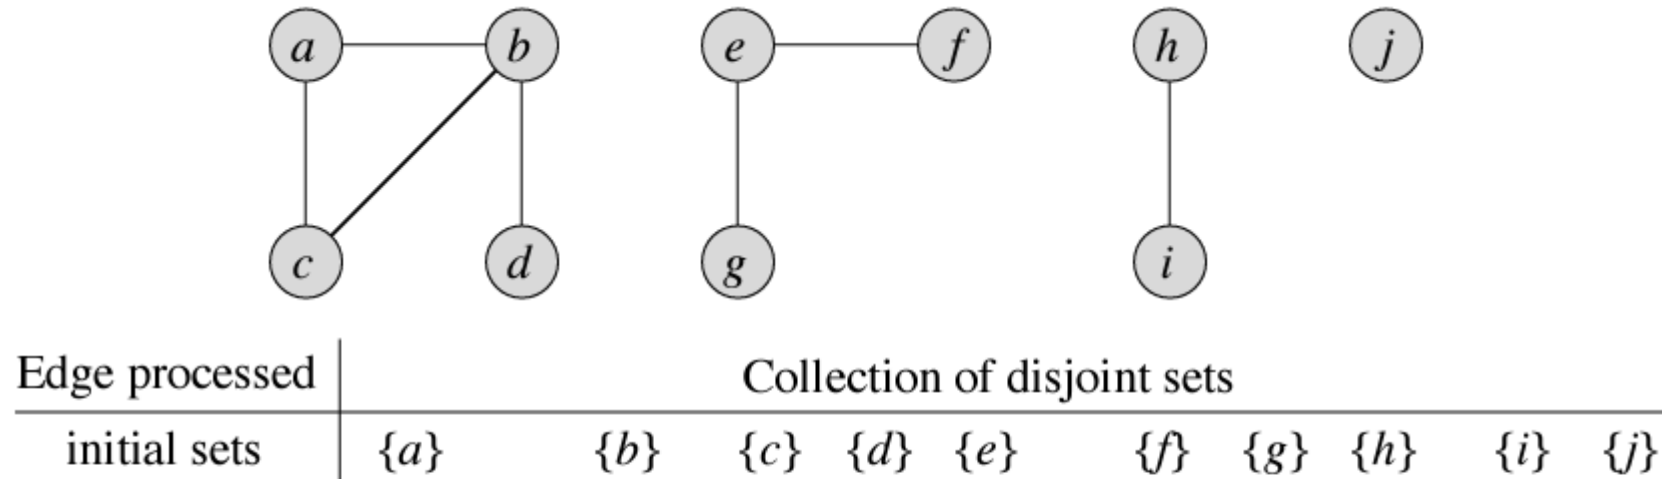 a b e f h j
c d g i
Edge processed Collection of disjoint sets
initial sets {a} {b} {c} {d} {e} {f} {g} {h} {i} {j}